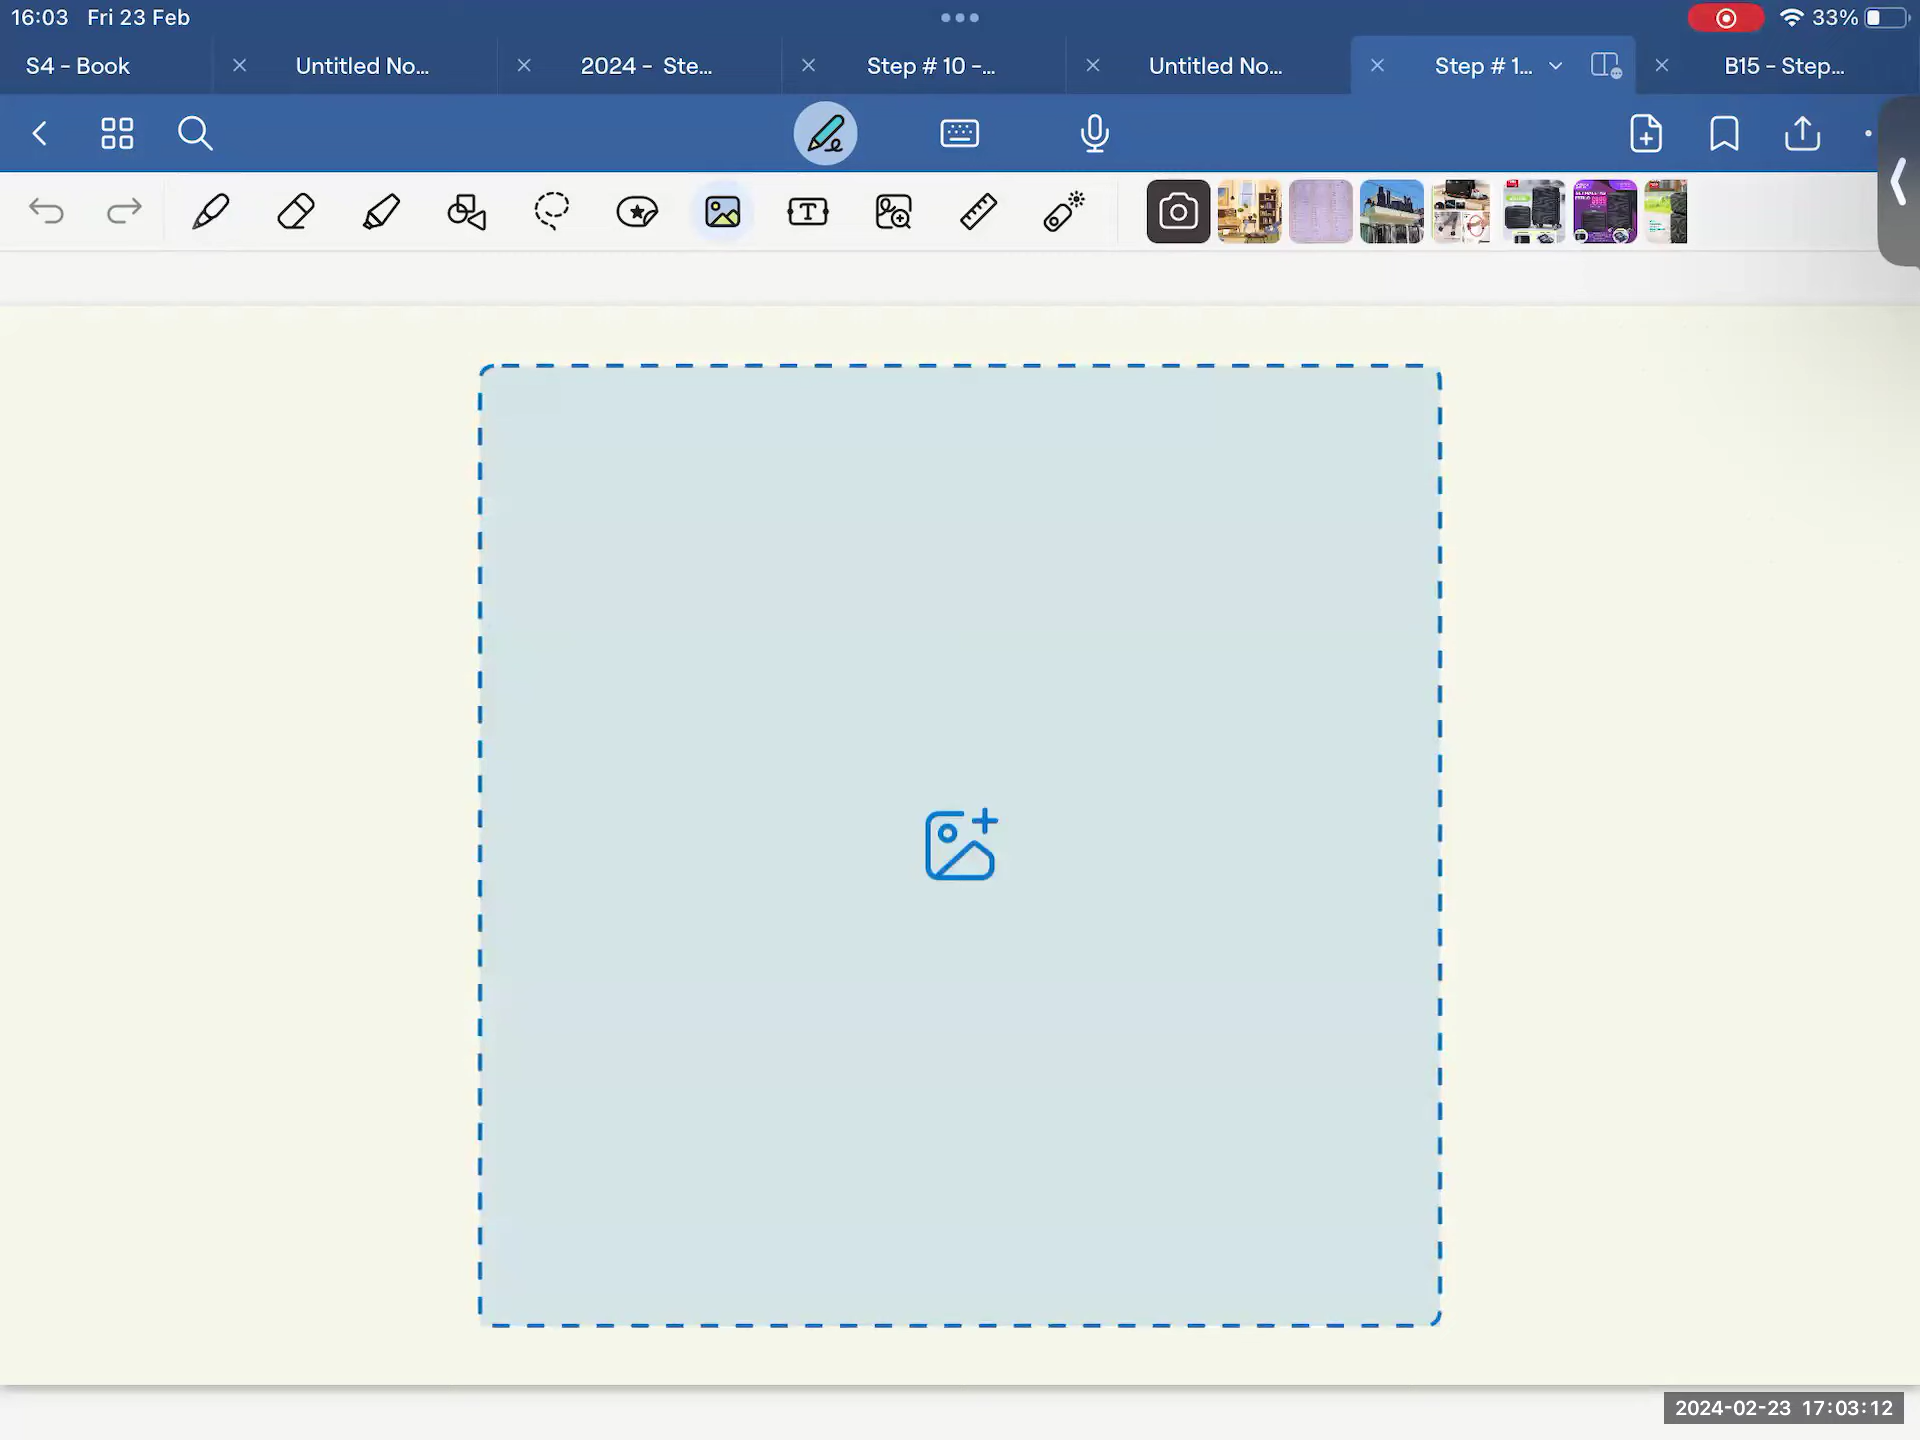 16:03 Fri 23 Feb
33%
S4 - Book
Untitled No...
2024 - Ste...
Step # 10 -...
Untitled No...
Step # 1...
B15 - Step...
2024-02-23 17:03:12